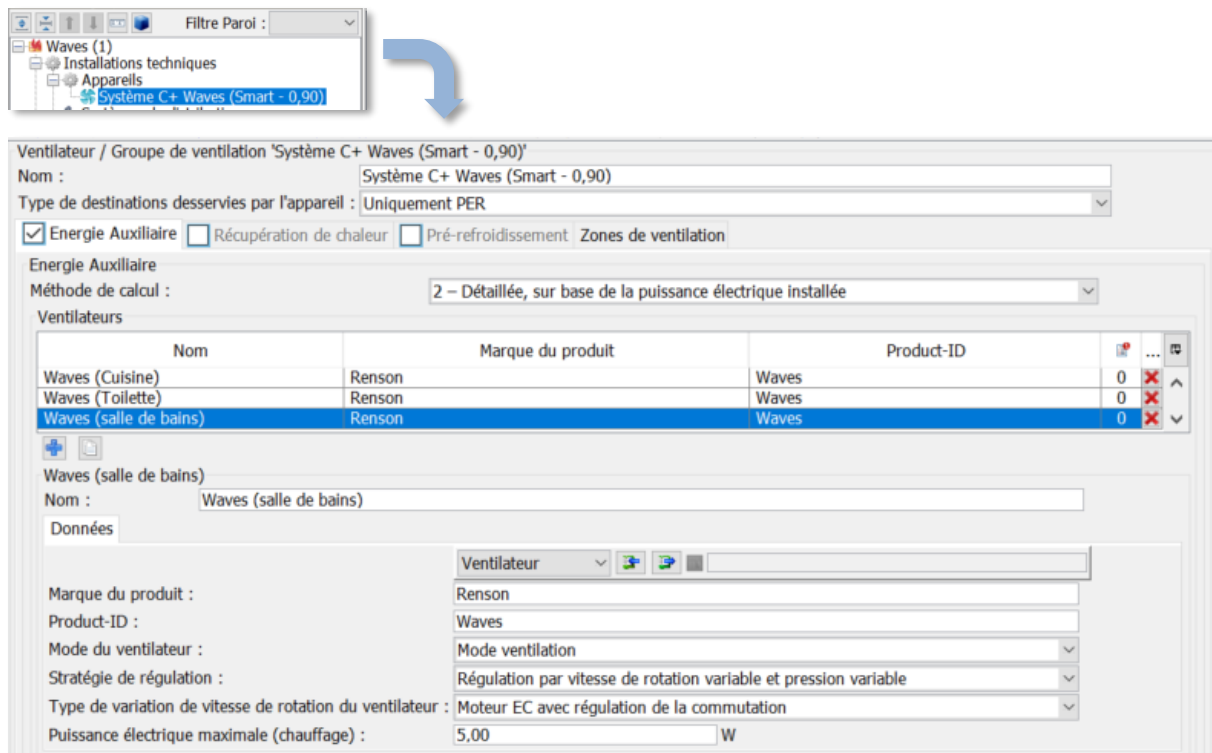 Filtre Paroi :
Waves (1)
Installations techniques
Appareils
Système C+ Waves (Smart - 0,90)
Ventilateur / Groupe de ventilation 'Système C+ Waves (Smart - 0,90)'
Nom : Système C+ Waves (Smart - 0,90)
Type de destinations desservies par l'appareil : Uniquement PER
Energie Auxiliaire Récupération de chaleur Pré-refroidissement Zones de ventilation
Energie Auxiliaire
Méthode de calcul : 2 – Détaillée, sur base de la puissance électrique installée
Ventilateurs
Nom Marque du produit Product-ID ...
Waves (Cuisine) Renson Waves 0
Waves (Toilette) Renson Waves 0
Waves (salle de bains) Renson Waves 0
Waves (salle de bains)
Nom : Waves (salle de bains)
Données
Ventilateur
Marque du produit : Renson
Product-ID : Waves
Mode du ventilateur : Mode ventilation
Stratégie de régulation : Régulation par vitesse de rotation variable et pression variable
Type de variation de vitesse de rotation du ventilateur : Moteur EC avec régulation de la commutation
Puissance électrique maximale (chauffage) : 5,00 W